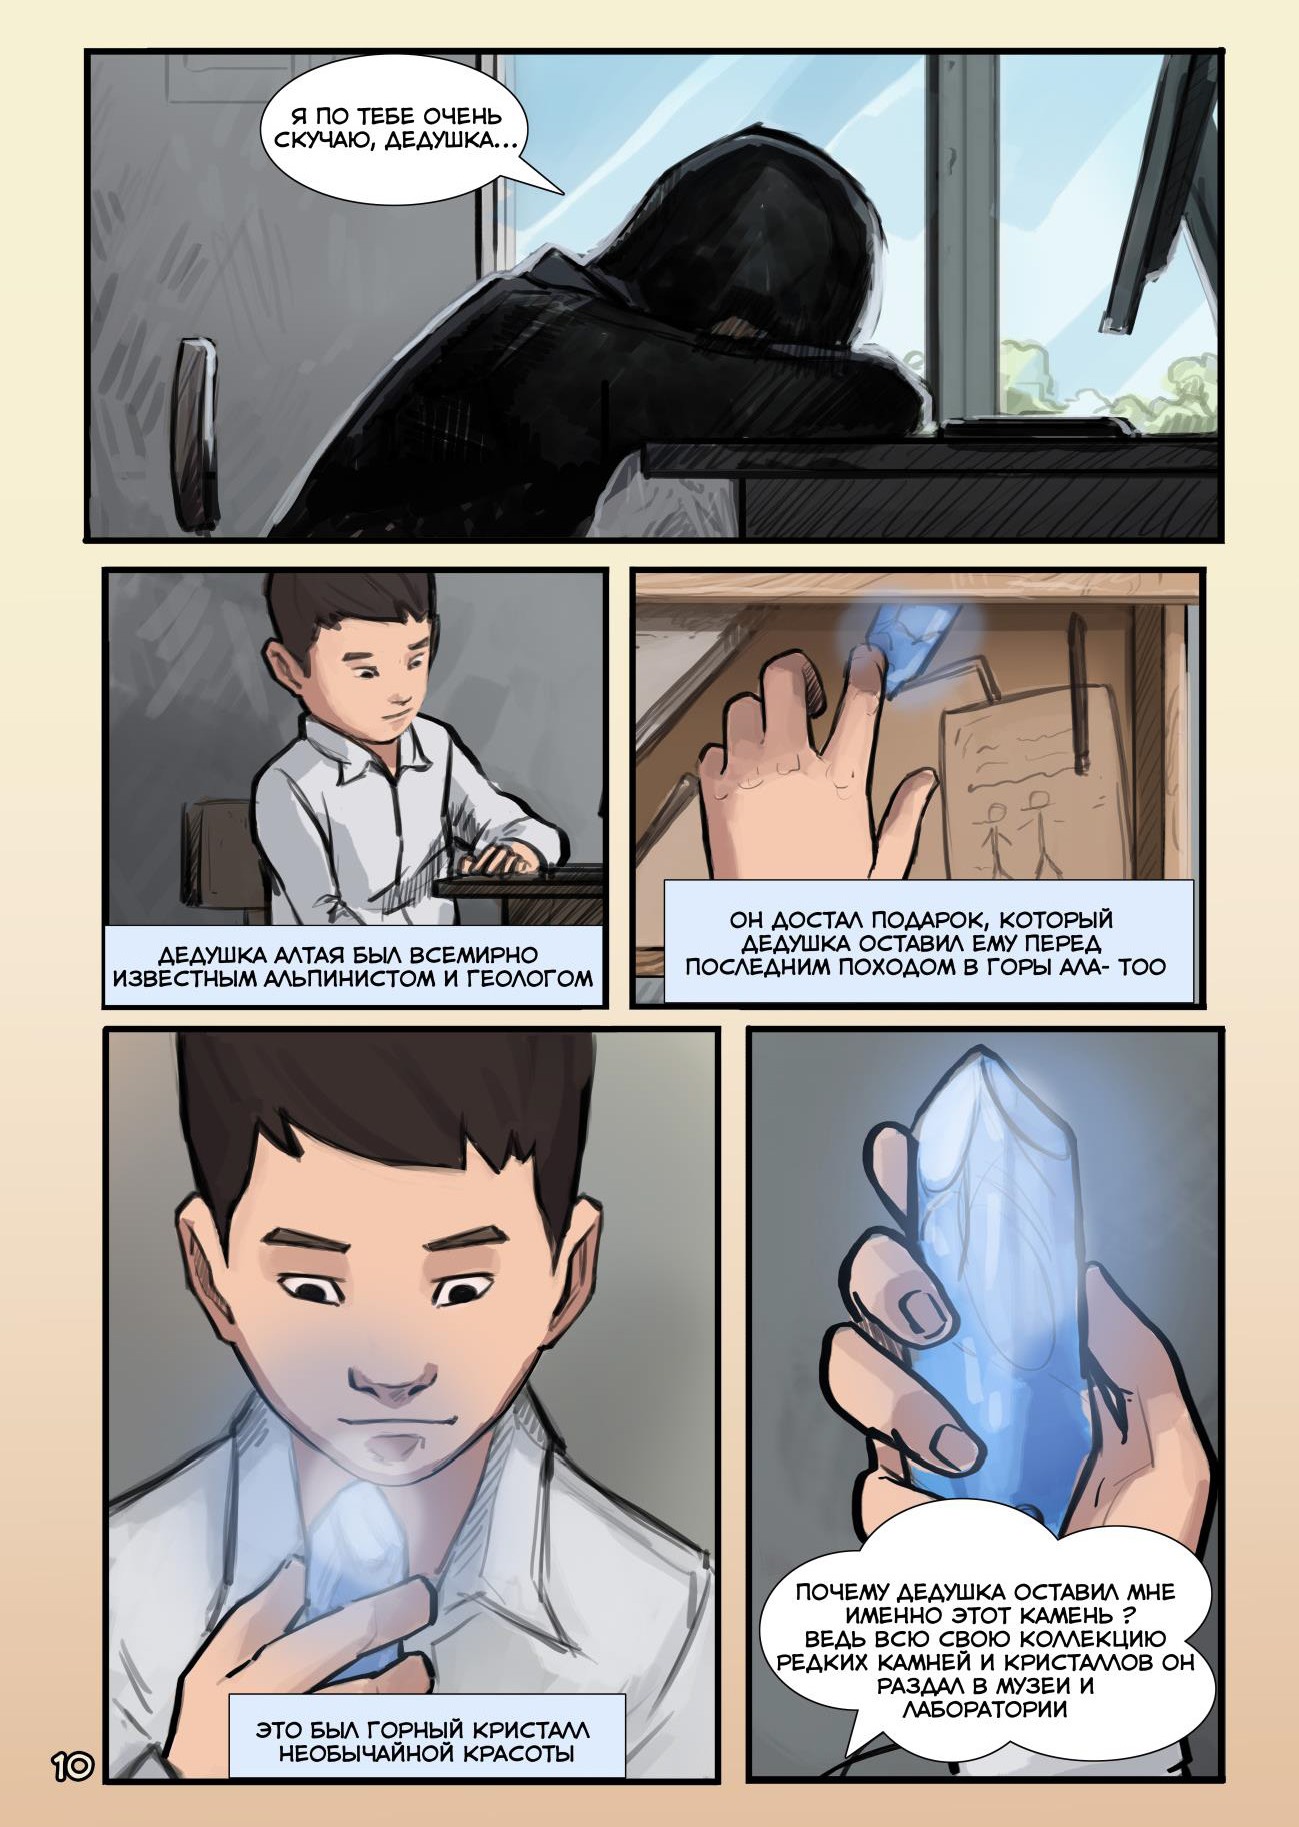 Я ПО ТЕБЕ ОЧЕНЬ
СКУЧАЮ, ДЕДУШКА...
ДЕДУШКА АЛТАЯ БЫЛ ВСЕМИРНО
ИЗВЕСТНЫМ АЛЬПИНИСТОМ И ГЕОЛОГОМ
ОН ДОСТАЛ ПОДАРОК, КОТОРЫЙ
ДЕДУШКА ОСТАВИЛ ЕМУ ПЕРЕД
ПОСЛЕДНИМ ПОХОДОМ В ГОРЫ АЛА- ТОО
ЭТО БЫЛ ГОРНЫЙ КРИСТАЛЛ
НЕОБЫЧАЙНОЙ КРАСОТЫ
ПОЧЕМУ ДЕДУШКА ОСТАВИЛ МНЕ
ИМЕННО ЭТОТ КАМЕНЬ ?
ВЕДЬ ВСЮ СВОЮ КОЛЛЕКЦИЮ
РЕДКИХ КАМНЕЙ И КРИСТАЛЛОВ ОН
РАЗДАЛ В МУЗЕИ И
ЛАБОРАТОРИИ
10